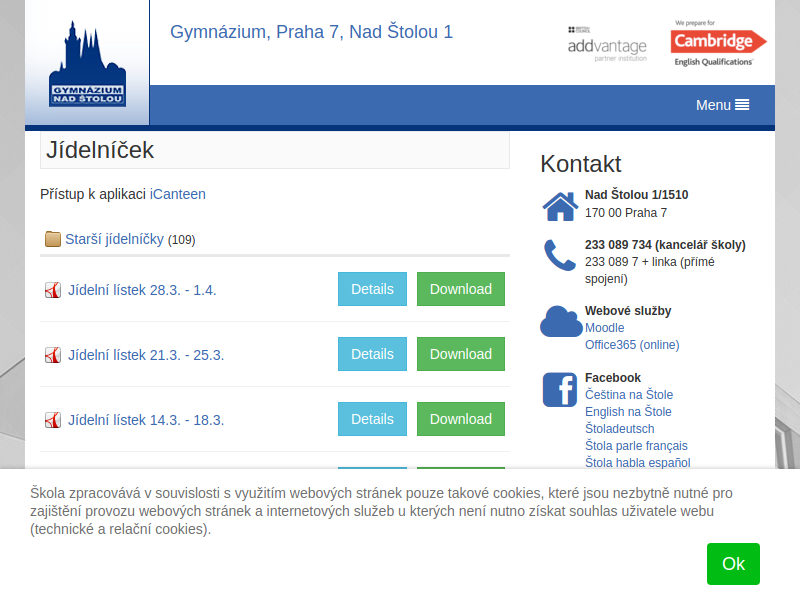 GYMNÁZIUM
NAD ŠTOLOU
Gymnázium, Praha 7, Nad Štolou 1
BRITISH
COUNCIL
addvantage
partner institution
We prepare for
Cambridge
English Qualifications
Menu
Jídelníček
Přístup k aplikaci iCanteen
Starší jídelníčky (109)
Jídelní lístek 28.3. - 1.4.
Details
Download
Jídelní lístek 21.3. - 25.3.
Details
Download
Jídelní lístek 14.3. - 18.3.
Details
Download
Kontakt
Nad Štolou 1/1510
170 00 Praha 7
233 089 734 (kancelář školy)
233 089 7 + linka (přímé
spojení)
Webové služby
Moodle
Office365 (online)
Facebook
Čeština na Štole
English na Štole
Štoladeutsch
Štola parle français
Štola habla español
Škola zpracovává v souvislosti s využitím webových stránek pouze takové cookies, které jsou nezbytně nutné pro
zajištění provozu webových stránek a internetových služeb u kterých není nutno získat souhlas uživatele webu
(technické a relační cookies).
Ok